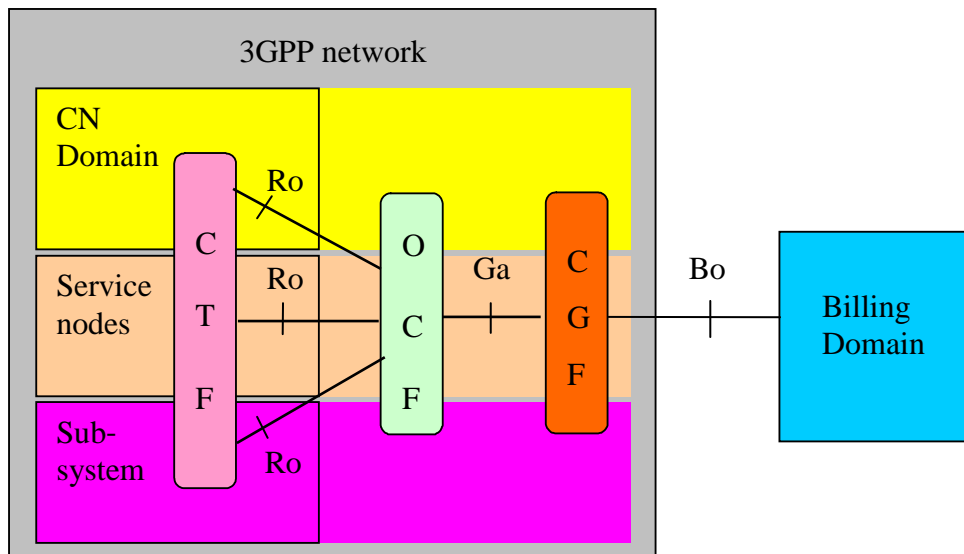 3GPP network
CN
Domain
Ro
C
T
F
Service
nodes
Ro
Sub-
system
Ro
O
C
F
Ga
C
G
F
Bo
Billing
Domain